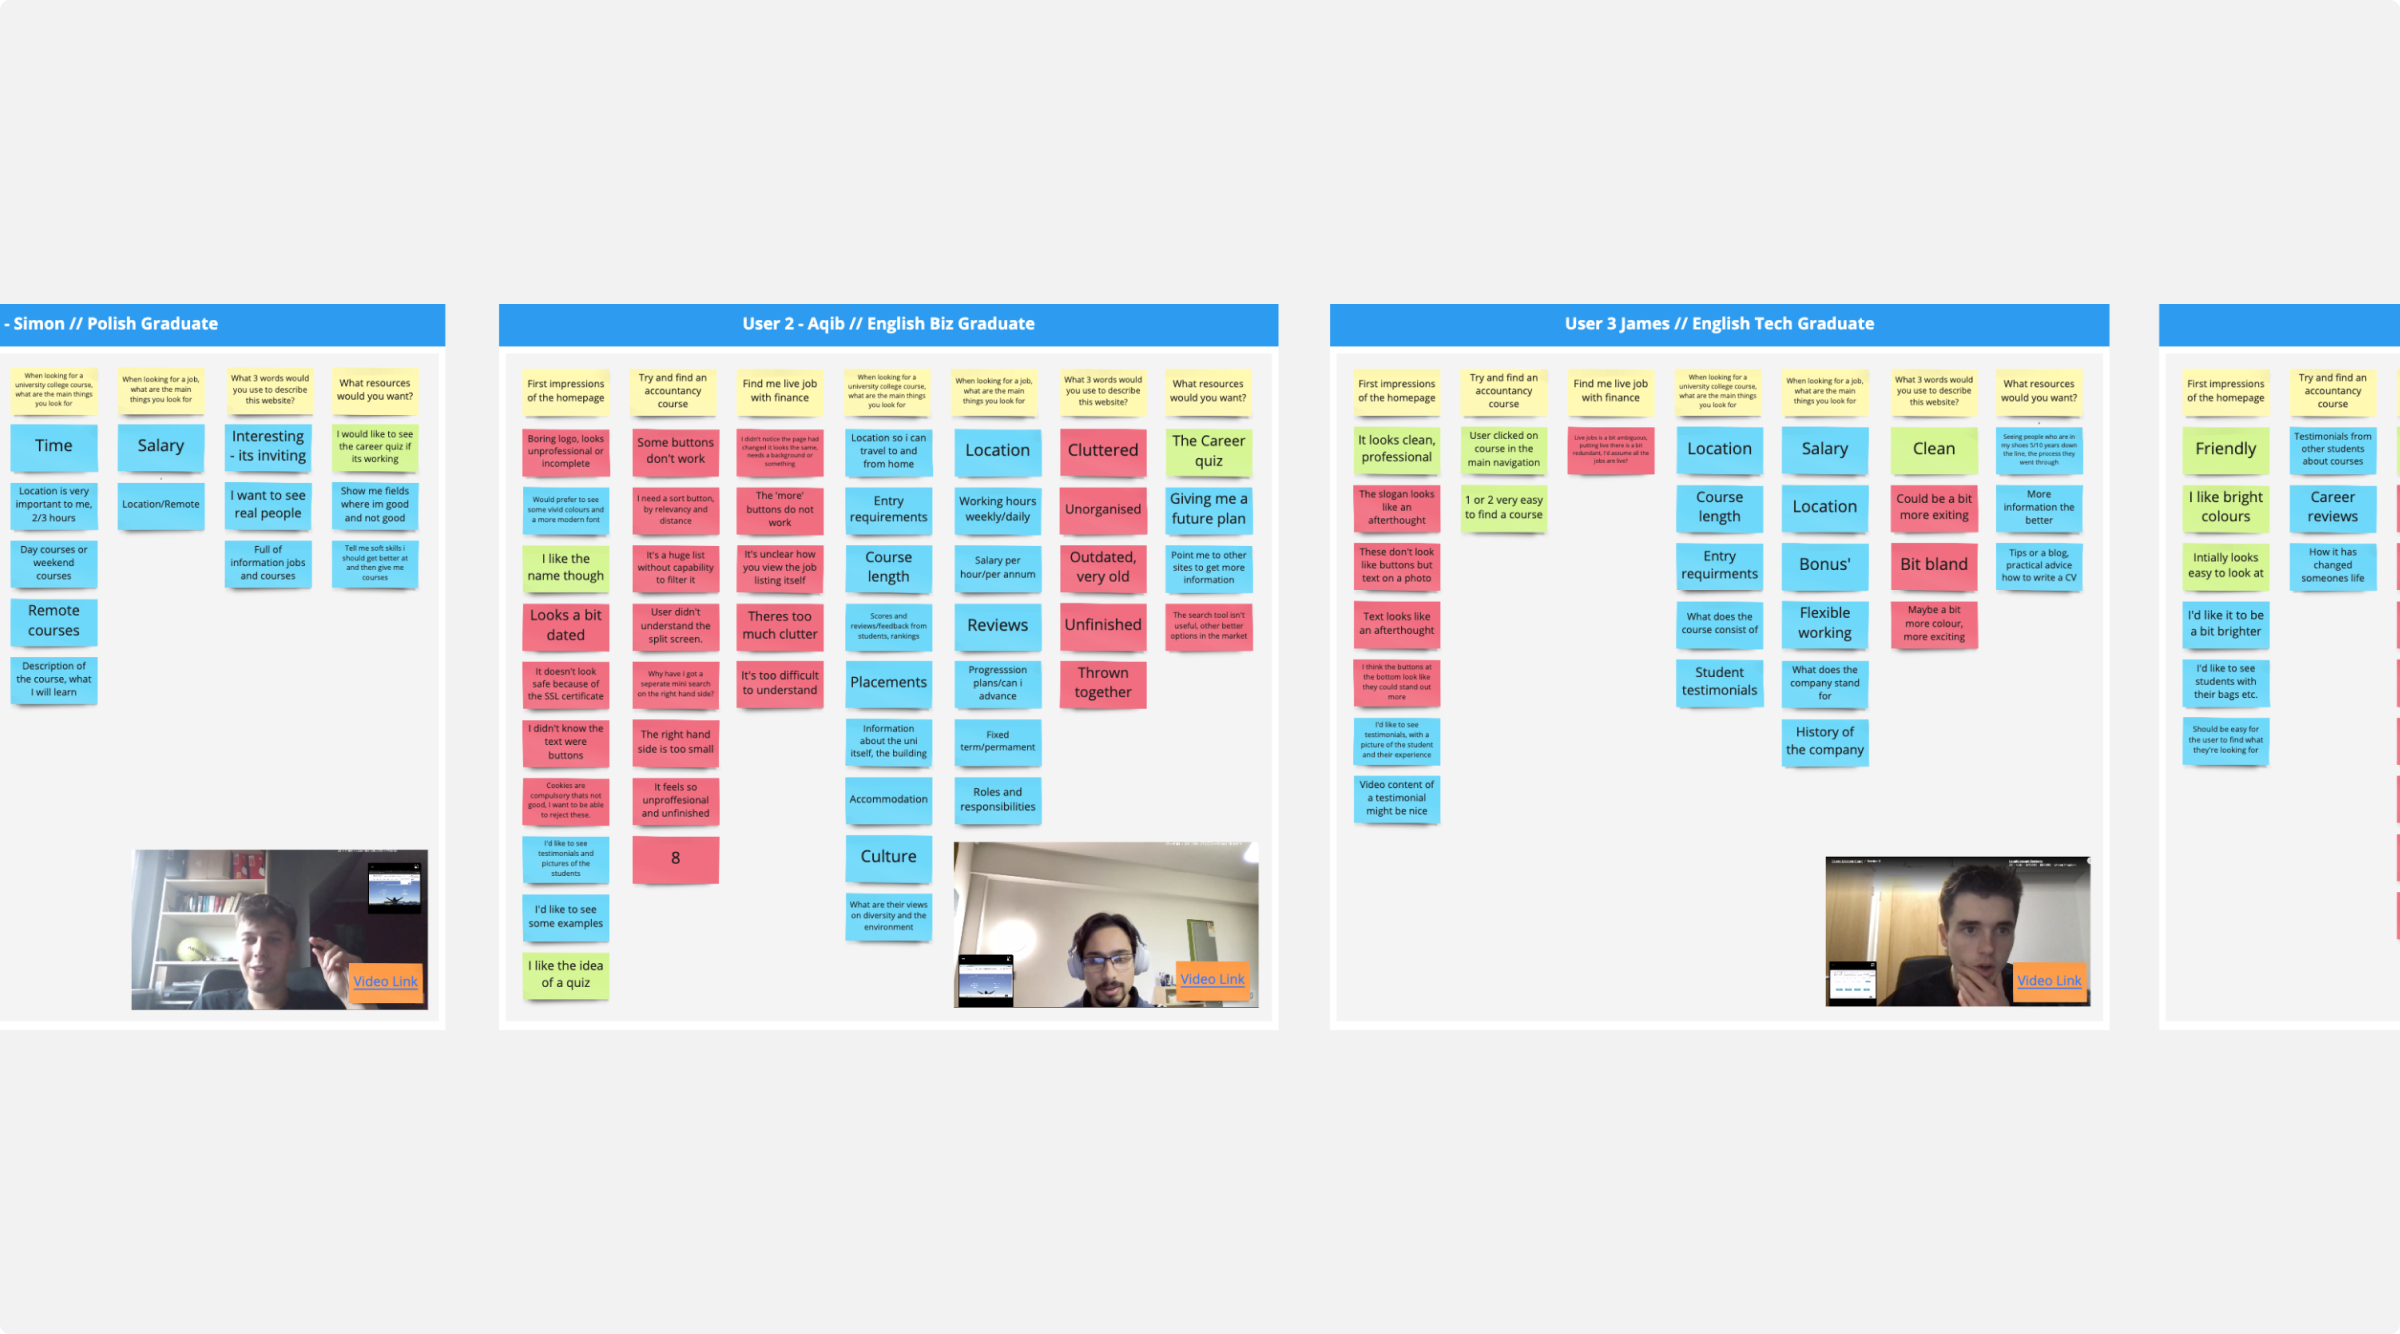 - Simon // Polish Graduate
When looking for a
university college course,
what are the main things
you look for
When looking for a job,
what are the main
things you look for
What 3 words would
you use to describe
this website?
What resources
would you want?
Time
Location is very
important to me,
2/3 hours
Day courses or
weekend
courses
Remote
courses
Description of
the course, what
I will learn
Salary
Location/Remote
Interesting
- its inviting
I want to see
real people
Full of
information jobs
and courses
I would like to see
the career quiz if
its working
Show me fields
where im good
and not good
Tell me soft skills i
should get better at
and then give me
courses
Video Link
User 2 - Aqib // English Biz Graduate
First impressions
of the homepage
Try and find an
accountancy
course
Find me live job
with finance
When looking for a
university college course,
what are the main things
you look for
When looking for a job,
what are the main
things you look for
What 3 words would
you use to describe
this website?
What resources
would you want?
Boring logo, looks
unprofessional or
incomplete
Would prefer to see
some vivid colours and
a more modern font
I like the
name though
Looks a bit
dated
It doesn't look
safe because of
the SSL certificate
I didn't know the
text were
buttons
Cookies are
compulsory thats not
good, I want to be able
to reject these.
I'd like to see
testimonials and
pictures of the
students
I'd like to see
some examples
I like the idea
of a quiz
Some buttons
don't work
I need a sort button,
by relevancy and
distance
It's a huge list
without capability
to filter it
User didn't
understand the
split screen.
Why have I got a
seperate mini search
on the right hand side?
The right hand
side is too small
It feels so
unproffesional
and unfinished
8
I didn't notice the page had
changed it looks the same,
needs a background or
something
The 'more'
buttons do not
work
It's unclear how
you view the job
listing itself
Theres too
much clutter
It's too difficult
to understand
Location so i can
travel to and
from home
Entry
requirements
Course
length
Scores and
reviews/feedback from
students, rankings
Placements
Information
about the uni
itself, the building
Accommodation
Culture
What are their views
on diversity and the
environment
Location
Working hours
weekly/daily
Salary per
hour/per annum
Reviews
Progresssion
plans/can i
advance
Fixed
term/permament
Roles and
responsibilities
Cluttered
Unorganised
Outdated,
very old
Unfinished
Thrown
together
The Career
quiz
Giving me a
future plan
Point me to other
sites to get more
information
The search tool isn't
useful, other better
options in the market
Video Link
User 3 James // English Tech Graduate
First impressions
of the homepage
Try and find an
accountancy
course
Find me live job
with finance
When looking for a
university college course,
what are the main things
you look for
When looking for a job,
what are the main
things you look for
What 3 words would
you use to describe
this website?
What resources
would you want?
It looks clean,
professional
The slogan looks
like an
afterthought
These don't look
like buttons but
text on a photo
Text looks like
an afterthought
I think the buttons at
the bottom look like
they could stand out
more
I'd like to see
testimonials, with a
picture of the student
and their experience
Video content of
a testimonial
might be nice
User clicked on
course in the
main navigation
1 or 2 very easy
to find a course
Live jobs is a bit ambiguous,
putting live there is a bit
redundant, I'd assume all the
jobs are live?
Location
Course
length
Entry
requirments
What does the
course consist of
Student
testimonials
Salary
Location
Bonus'
Flexible
working
What does the
company stand
for
History of
the company
Clean
Could be a bit
more exiting
Bit bland
Maybe a bit
more colour,
more exciting
Seeing people who are in
my shoes 5/10 years down
the line, the process they
went through
More
information the
better
Tips or a blog,
practical advice
how to write a CV
Video Link
First impressions
of the homepage
Try and find an
accountancy
course
Friendly
I like bright
colours
Intially looks
easy to look at
I'd like it to be
a bit brighter
I'd like to see
students with
their bags etc.
Should be easy for
the user to find what
they're looking for
Testimonials from
other students
about courses
Career
reviews
How it has
changed
someones life